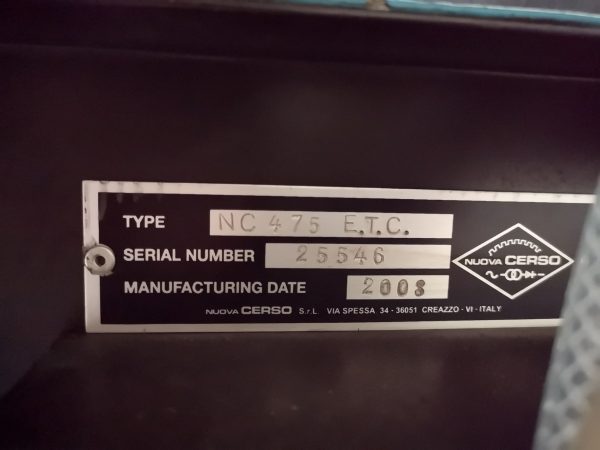 TYPE NC 475 E.T.C.
SERIAL NUMBER 25546
MANUFACTURING DATE 2008
NUOVA CERSO
NUOVA CERSO S.r.L VIA SPESSA 34 - 36051 CREAZZO - VI - ITALY